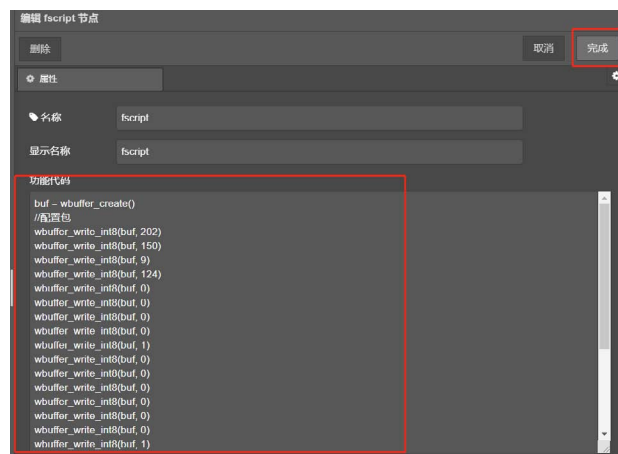 编辑 fscript 节点
删除
取消
完成
属性
名称
fscript
显示名称
fscript
功能代码
buf = wbuffer_create()
//配置包
wbuffer_write_int8(buf, 202)
wbuffer_write_int8(buf, 150)
wbuffer_write_int8(buf, 9)
wbuffer_write_int8(buf, 124)
wbuffer_write_int8(buf, 0)
wbuffer_write_int8(buf, 0)
wbuffer_write_int8(buf, 0)
wbuffer_write_int8(buf, 0)
wbuffer_write_int8(buf, 1)
wbuffer_write_int8(buf, 0)
wbuffer_write_int8(buf, 0)
wbuffer_write_int8(buf, 0)
wbuffer_write_int8(buf, 0)
wbuffer_write_int8(buf, 0)
wbuffer_write_int8(buf, 0)
wbuffer_write_int8(buf, 1)